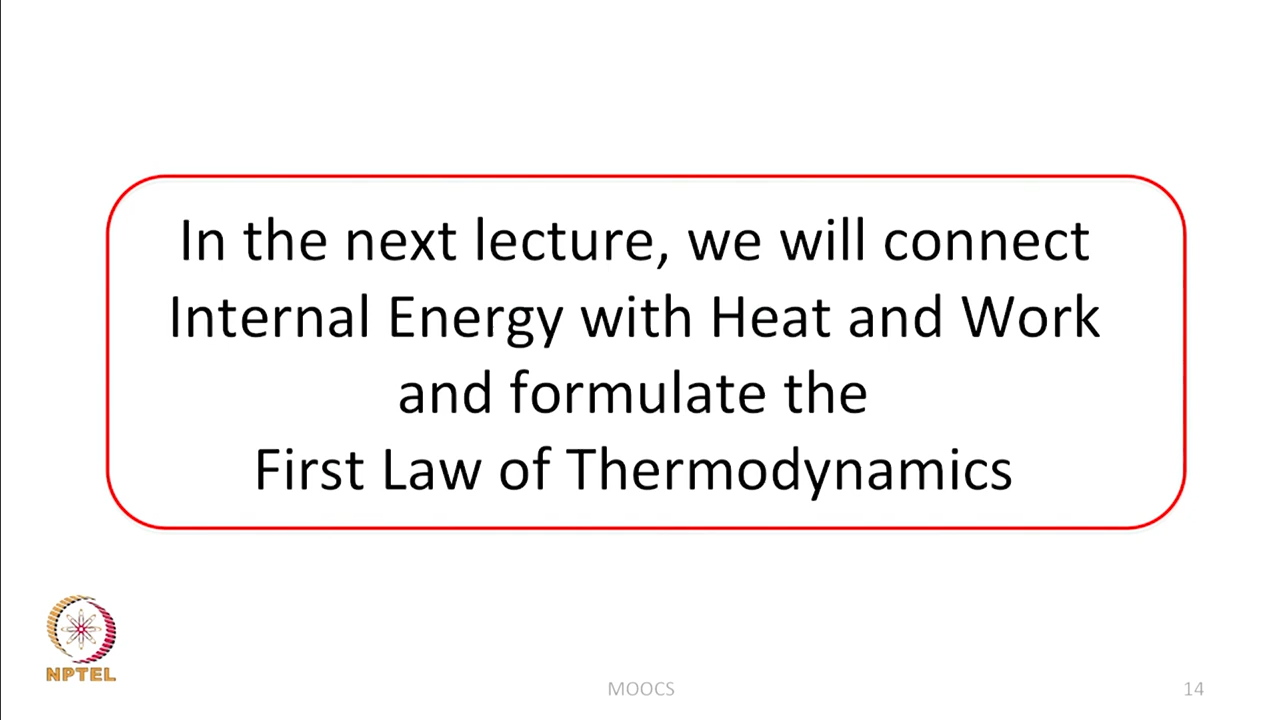 In the next lecture, we will connect
Internal Energy with Heat and Work
and formulate the
First Law of Thermodynamics
NPTEL
MOOCS
14